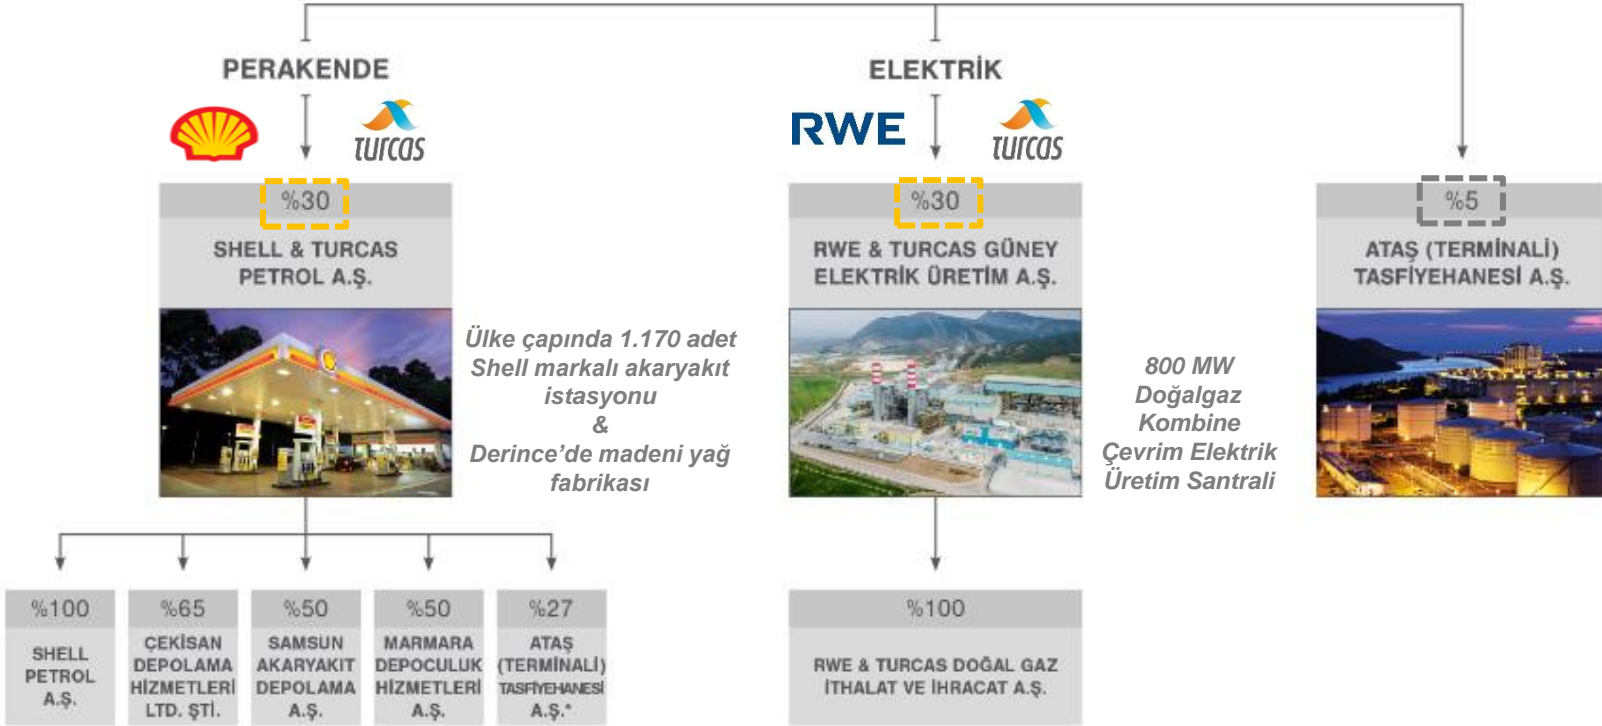 PERAKENDE
ELEKTRİK
TURCAS
RWE
TURCAS
%30
SHELL & TURCAS
PETROL A.Ş.
%30
RWE & TURCAS GÜNEY
ELEKTRİK ÜRETİM A.Ş.
%5
ATAŞ (TERMİNALİ)
TASFİYEHANESİ A.Ş.
Ülke çapında 1.170 adet
Shell markalı akaryakıt
istasyonu
&
Derince’de madeni yağ
fabrikası
800 MW
Doğalgaz
Kombine
Çevrim Elektrik
Üretim Santrali
%100
SHELL
PETROL
A.Ş.
%65
ÇEKİSAN
DEPOLAMA
HİZMETLERİ
LTD. ŞTİ.
%50
SAMSUN
AKARYAKIT
DEPOLAMA
A.Ş.
%50
MARMARA
DEPOCULUK
HİZMETLERİ
A.Ş.
%27
ATAŞ
(TERMİNALİ)
TASFİYEHANESİ
A.Ş.*
%100
RWE & TURCAS DOĞAL GAZ
İTHALAT VE İHRACAT A.Ş.